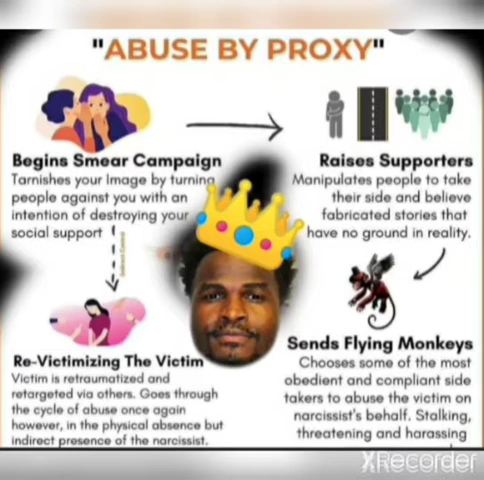 "ABUSE BY PROXY"
Begins Smear Campaign
Tarnishes your Image by turning
people against you with an
intention of destroying your
social support
Raises Supporters
Manipulates people to take
their side and believe
fabricated stories that
have no ground in reality.
Re-Victimizing The Victim
Victim is retraumatized and
retargeted via others. Goes through
the cycle of abuse once again
however, in the physical absence but
indirect presence of the narcissist.
Sends Flying Monkeys
Chooses some of the most
obedient and compliant side
takers to abuse the victim on
narcissist's behalf. Stalking,
threatening and harassing
XRecorder